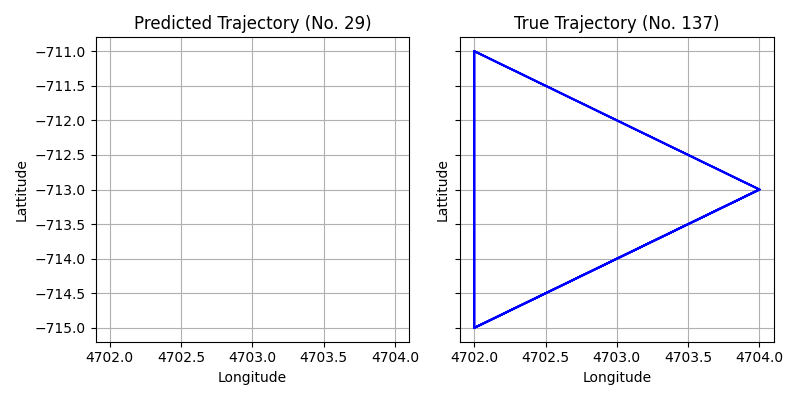 Predicted Trajectory (No. 29)
True Trajectory (No. 137)
−711.0
−711.5
−712.0
−712.5
−713.0
−713.5
−714.0
−714.5
−715.0
Lattitude
Lattitude
4702.0 4702.5 4703.0 4703.5 4704.0
4702.0 4702.5 4703.0 4703.5 4704.0
Longitude
Longitude